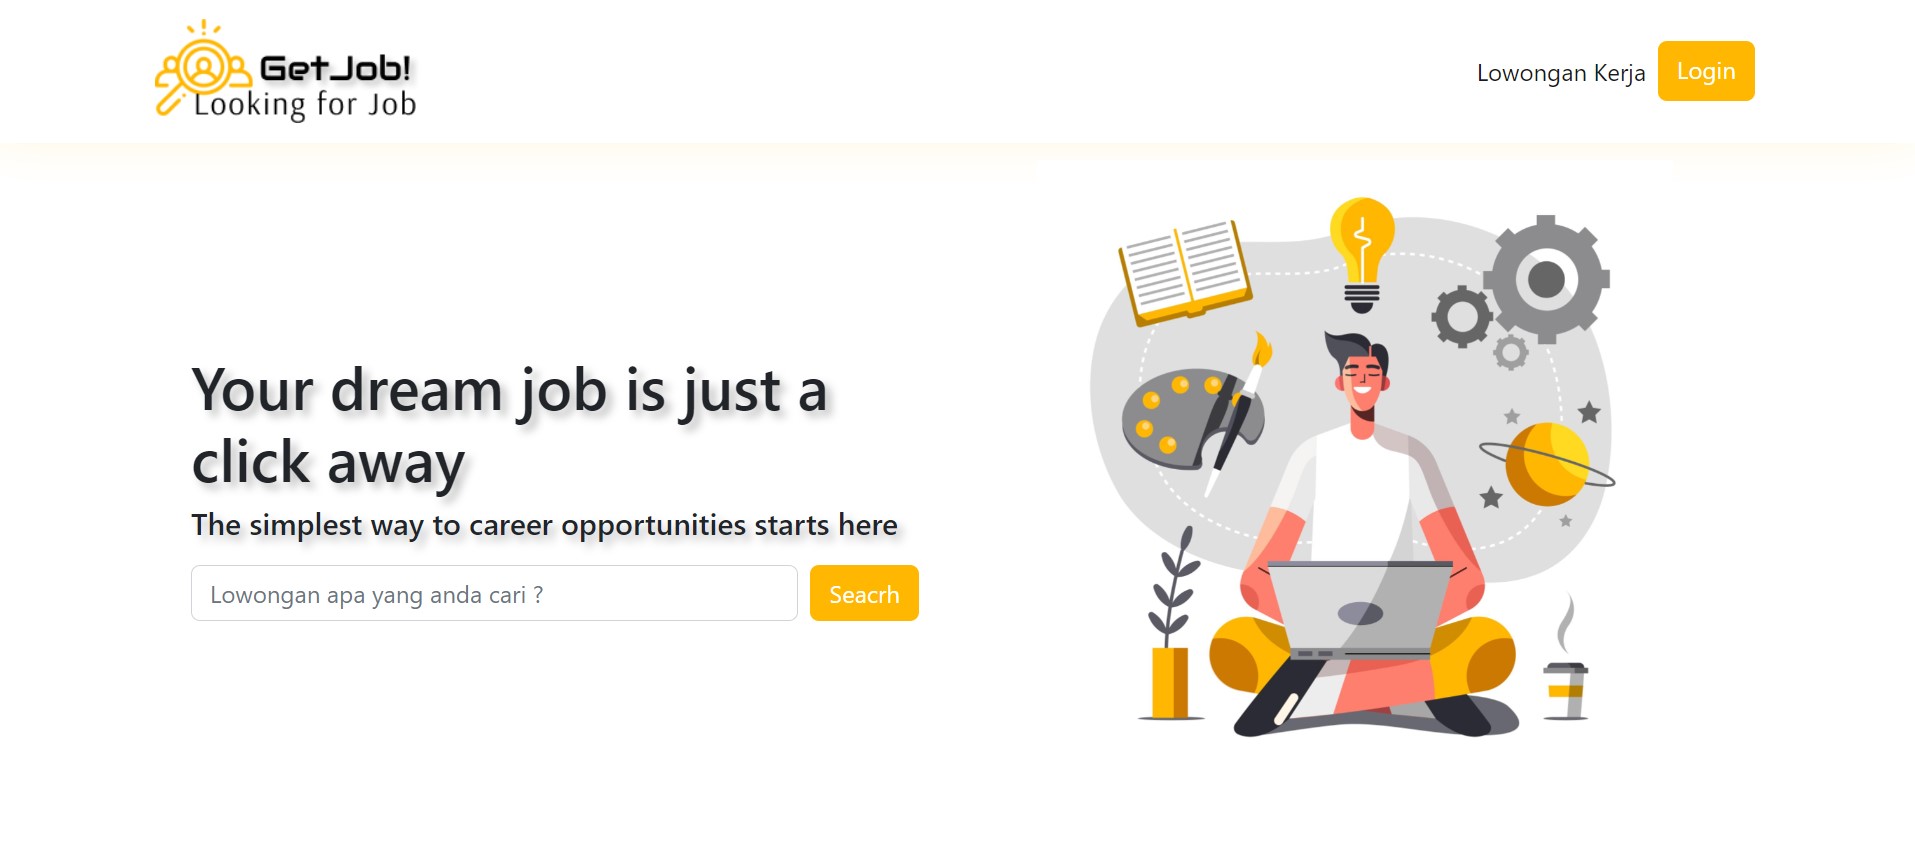 GetJob!
Looking for Job
Lowongan Kerja
Login
Your dream job is just a
click away
The simplest way to career opportunities starts here
Lowongan apa yang anda cari ?
Seacrh